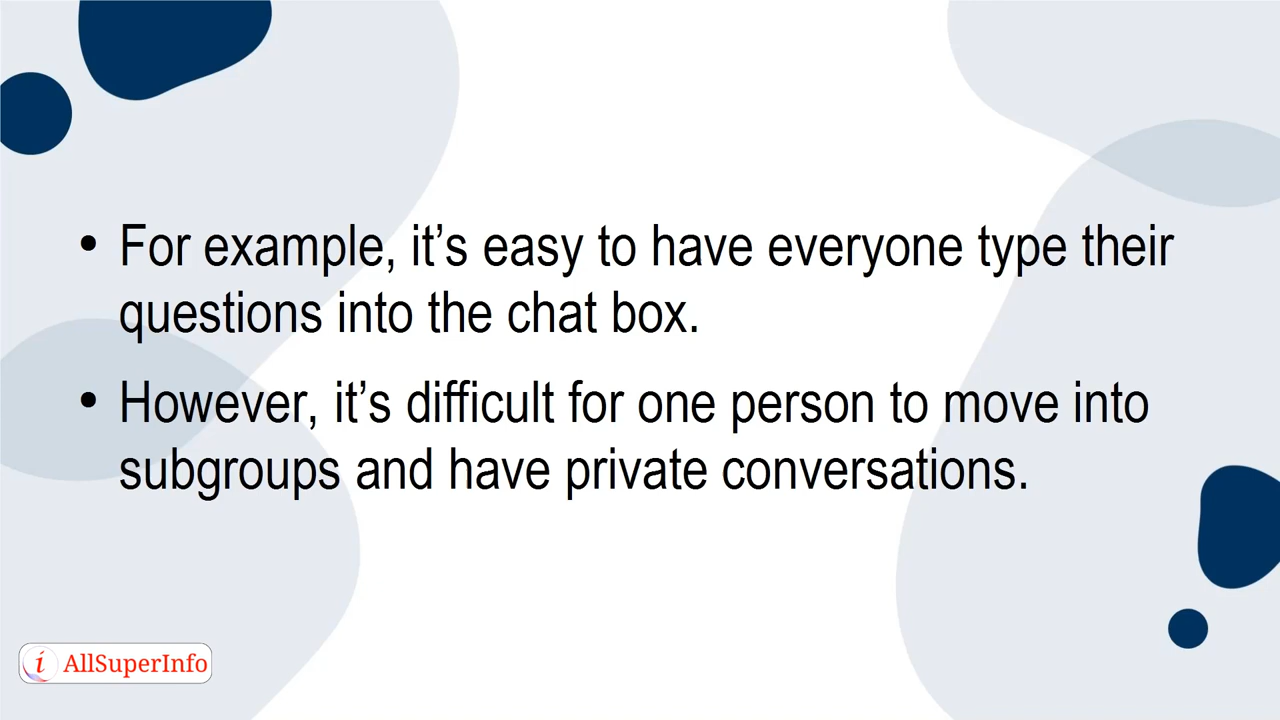 • For example, it’s easy to have everyone type their
questions into the chat box.
• However, it’s difficult for one person to move into
subgroups and have private conversations.
i AllSuperInfo